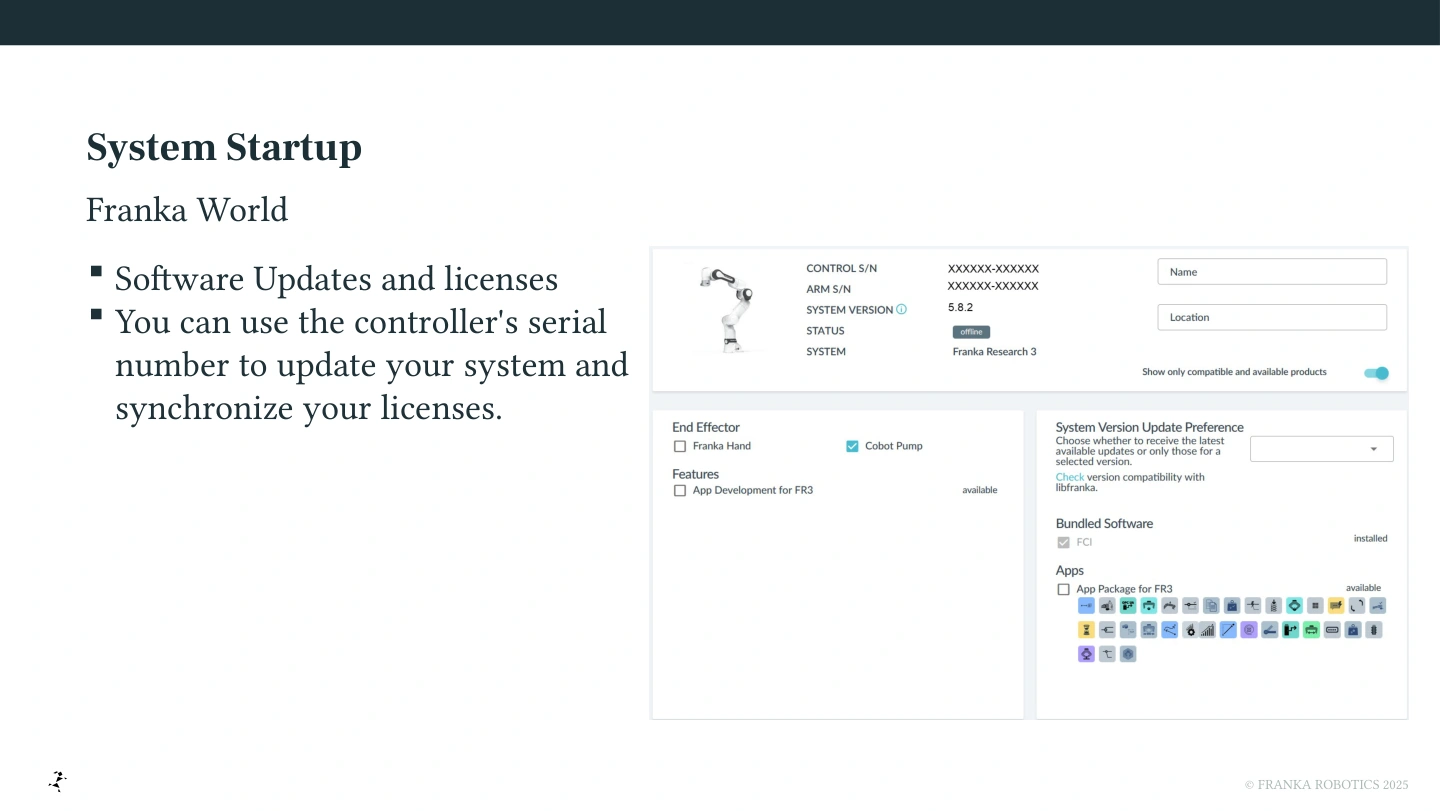 System Startup
Franka World
Software Updates and licenses
You can use the controller's serial
number to update your system and
synchronize your licenses.
CONTROL S/N XXXXXX-XXXXXX
ARM S/N XXXXXX-XXXXXX
SYSTEM VERSION 5.8.2
STATUS offline
SYSTEM Franka Research 3
Name
Location
Show only compatible and available products
End Effector
Franka Hand Cobot Pump
Features
App Development for FR3 available
System Version Update Preference
Choose whether to receive the latest
available updates or only those for a
selected version.
Check version compatibility with
libfranka.
Bundled Software
FCI installed
Apps
App Package for FR3 available
© FRANKA ROBOTICS 2025